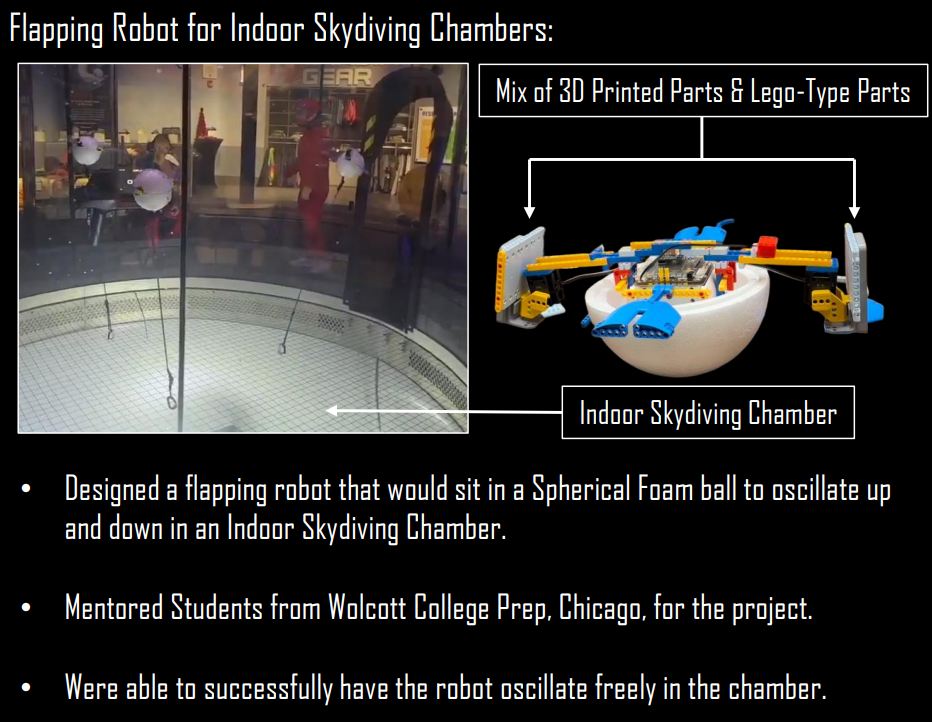 Flapping Robot for Indoor Skydiving Chambers:
GEAR
Mix of 3D Printed Parts & Lego-Type Parts
Indoor Skydiving Chamber
• Designed a flapping robot that would sit in a Spherical Foam ball to oscillate up
and down in an Indoor Skydiving Chamber.
• Mentored Students from Wolcott College Prep, Chicago, for the project.
• Were able to successfully have the robot oscillate freely in the chamber.